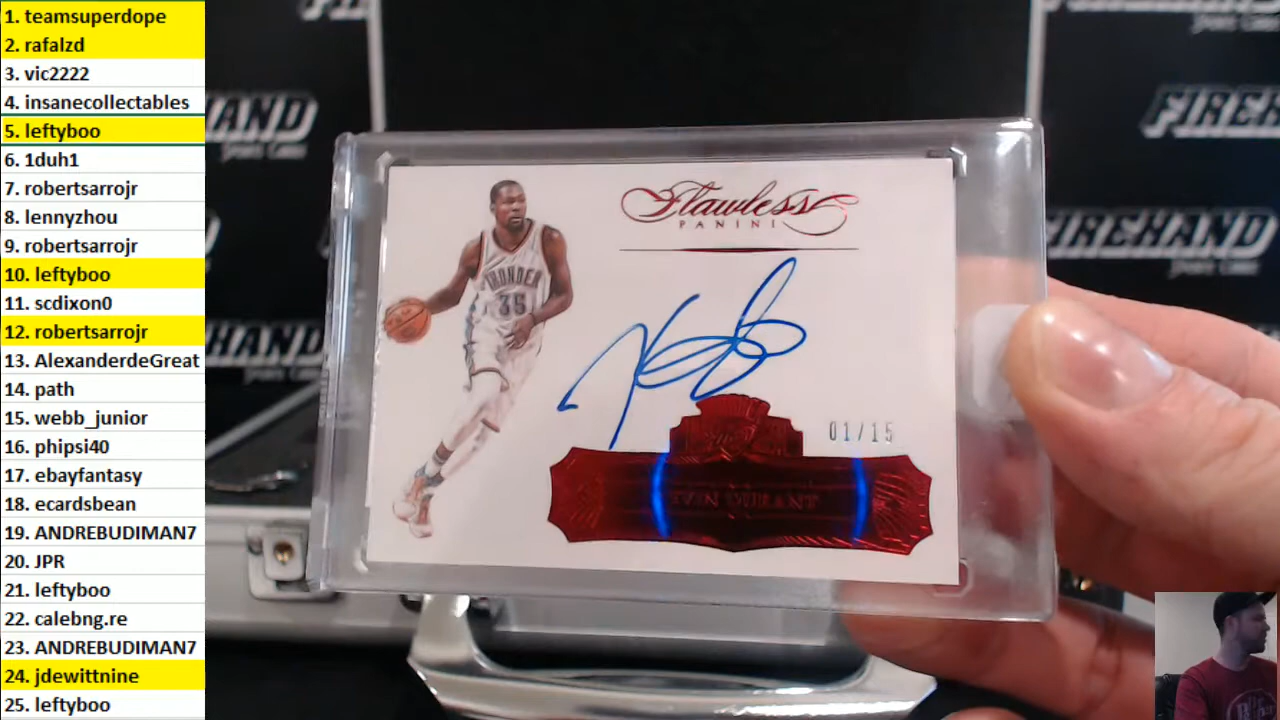 1. teamsuperdope
2. rafalzd
3. vic2222
4. insanecollectables
5. leftyboo
6. 1duh1
7. robertsarrojr
8. lennyzhou
9. robertsarrojr
10. leftyboo
11. scdixon0
12. robertsarrojr
13. AlexanderdeGreat
14. path
15. webb_junior
16. phipsi40
17. ebayfantasy
18. ecardsbean
19. ANDREBUDIMAN7
20. JPR
21. leftyboo
22. calebng.re
23. ANDREBUDIMAN7
24. jdewittnine
25. leftyboo
Flawless
PANINI
THUNDER
35
01/15
DURANT
FIREHAND